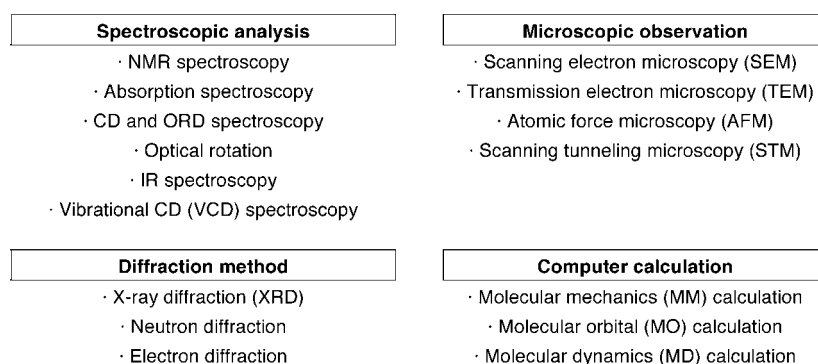 Spectroscopic analysis
· NMR spectroscopy
· Absorption spectroscopy
· CD and ORD spectroscopy
· Optical rotation
· IR spectroscopy
· Vibrational CD (VCD) spectroscopy
Microscopic observation
· Scanning electron microscopy (SEM)
· Transmission electron microscopy (TEM)
· Atomic force microscopy (AFM)
· Scanning tunneling microscopy (STM)
Diffraction method
· X-ray diffraction (XRD)
· Neutron diffraction
· Electron diffraction
Computer calculation
· Molecular mechanics (MM) calculation
· Molecular orbital (MO) calculation
· Molecular dynamics (MD) calculation